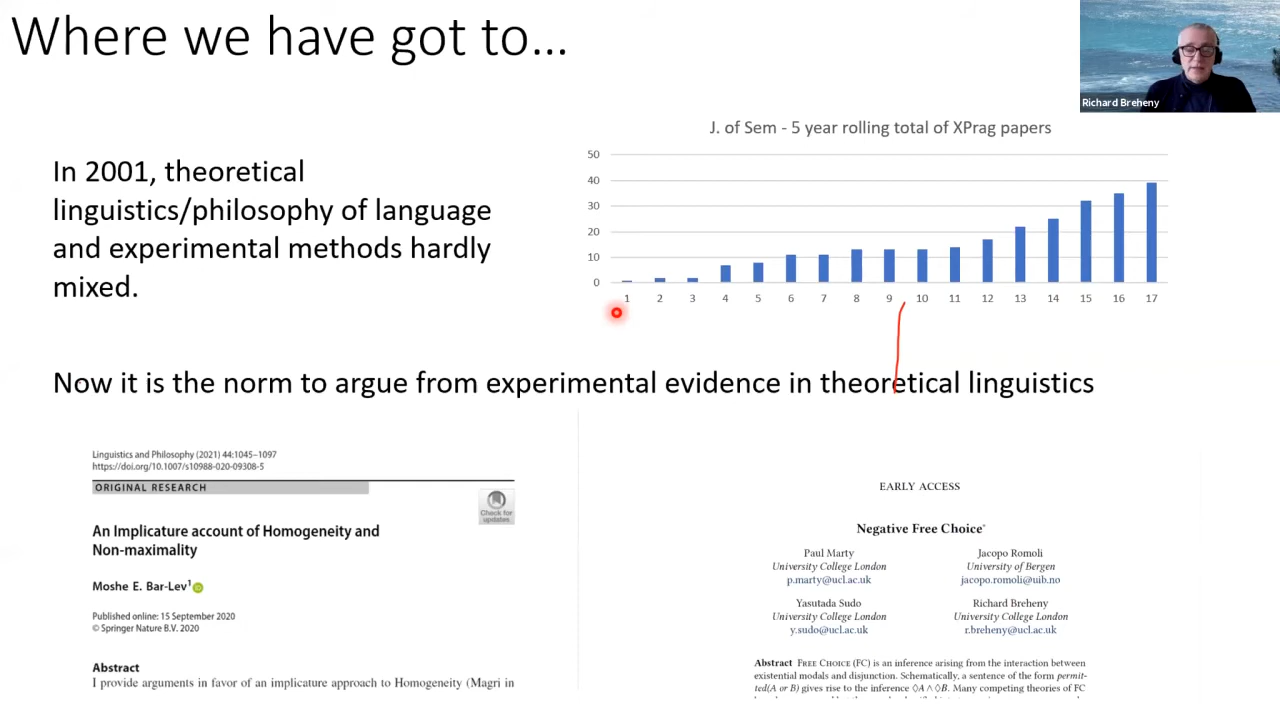 Where we have got to…
Richard Breheny
In 2001, theoretical
linguistics/philosophy of language
and experimental methods hardly
mixed.
J. of Sem - 5 year rolling total of XPrag papers
50
40
30
20
10
0
1 2 3 4 5 6 7 8 9 10 11 12 13 14 15 16 17
Now it is the norm to argue from experimental evidence in theoretical linguistics
Linguistics and Philosophy (2021) 44:1045–1097
https://doi.org/10.1007/s10988-020-09308-5
ORIGINAL RESEARCH
Check for
updates
An Implicature account of Homogeneity and
Non-maximality
Moshe E. Bar-Lev1 iD
Published online: 15 September 2020
© Springer Nature B.V. 2020
Abstract
I provide arguments in favor of an implicature approach to Homogeneity (Magri in
EARLY ACCESS
Negative Free Choice*
Paul Marty
University College London
p.marty@ucl.ac.uk
Jacopo Romoli
University of Bergen
jacopo.romoli@uib.no
Yasutada Sudo
University College London
y.sudo@ucl.ac.uk
Richard Breheny
University College London
r.breheny@ucl.ac.uk
Abstract FREE CHOICE (FC) is an inference arising from the interaction between
existential modals and disjunction. Schematically, a sentence of the form permit-
ted(A or B) gives rise to the inference ◊A ∧ ◊B. Many competing theories of FC